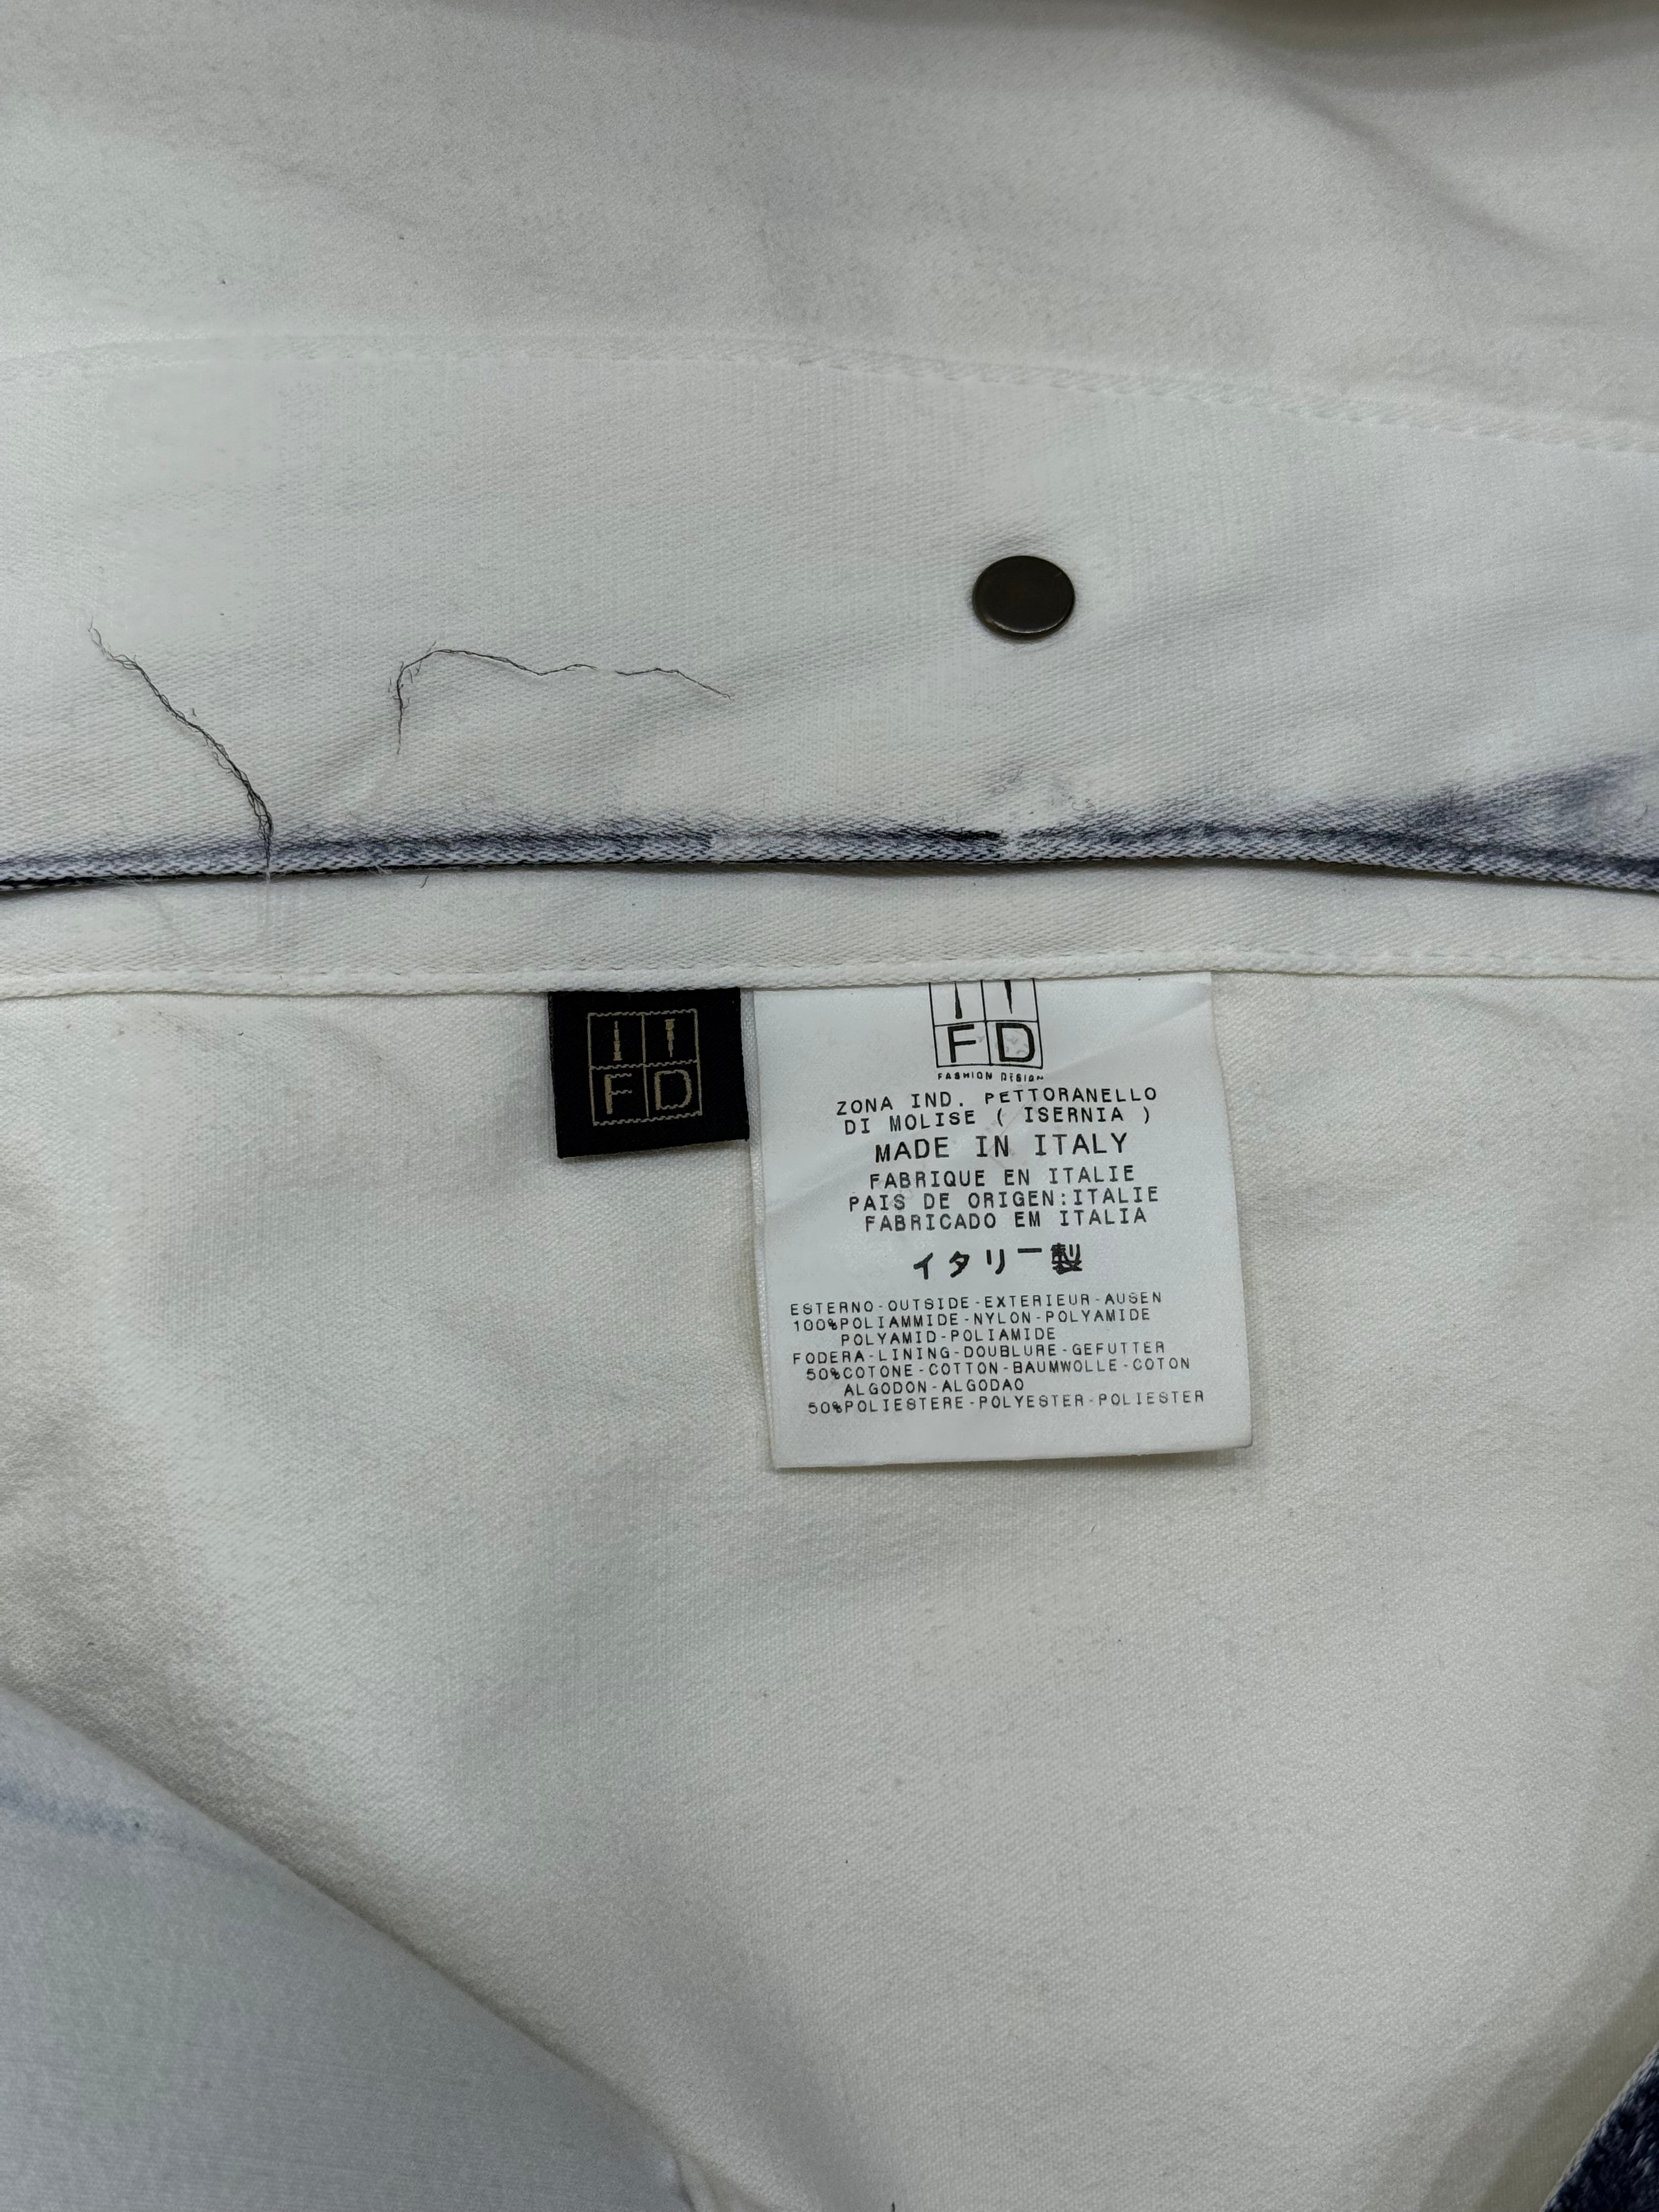 FD
FD
FASHION DESIGN
ZONA IND. PETTORANELLO
DI MOLISE ( ISERNIA )
MADE IN ITALY
FABRIQUE EN ITALIE
PAIS DE ORIGEN:ITALIE
FABRICADO EM ITALIA
イタリー製
ESTERNO-OUTSIDE-EXTERIEUR-AUSEN
100%POLIAMMIDE-NYLON-POLYAMIDE
POLYAMID-POLIAMIDE
FODERA-LINING-DOUBLURE-GEFUTTER
50%COTONE-COTTON-BAUMWOLLE-COTON
ALGODON-ALGODAO
50%POLIESTERE-POLYESTER-POLIESTER